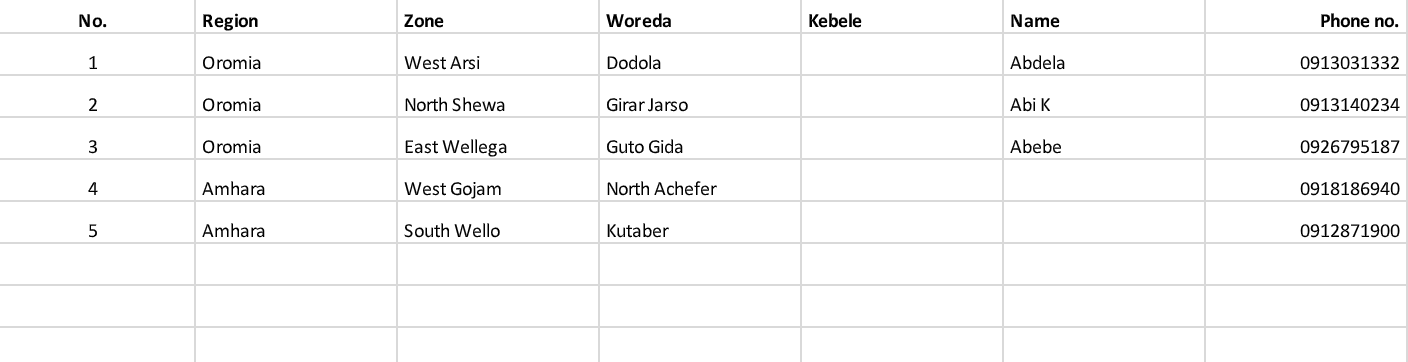 No. Region Zone Woreda Kebele Name Phone no.
1 Oromia West Arsi Dodola Abdela 0913031332
2 Oromia North Shewa Girar Jarso Abi K 0913140234
3 Oromia East Wellega Guto Gida Abebe 0926795187
4 Amhara West Gojam North Achefer 0918186940
5 Amhara South Wello Kutaber 0912871900